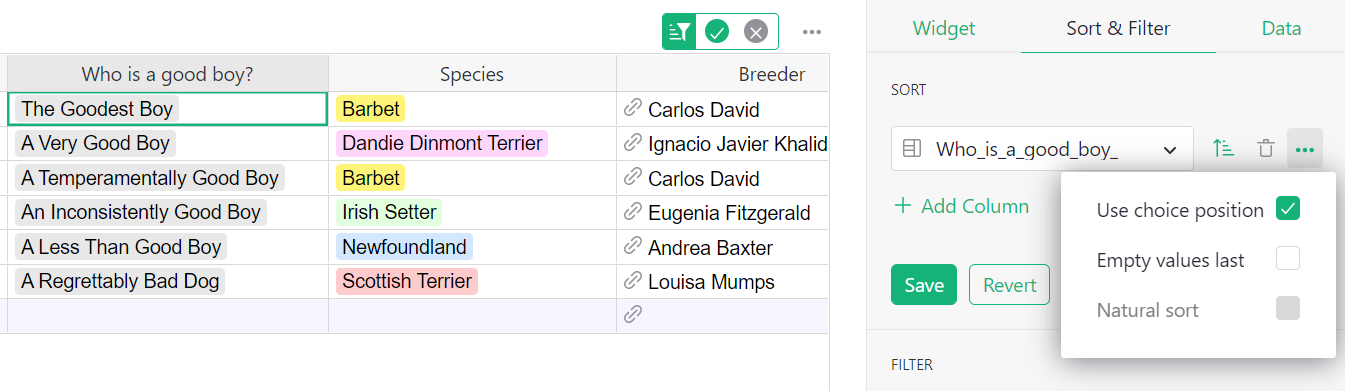 Widget Sort & Filter Data
Who is a good boy? Species Breeder
The Goodest Boy Barbet Carlos David
A Very Good Boy Dandie Dinmont Terrier Ignacio Javier Khalid
A Temperamentally Good Boy Barbet Carlos David
An Inconsistently Good Boy Irish Setter Eugenia Fitzgerald
A Less Than Good Boy Newfoundland Andrea Baxter
A Regrettably Bad Dog Scottish Terrier Louisa Mumps
SORT
Who_is_a_good_boy_
+ Add Column
Save Revert
Use choice position
Empty values last
Natural sort
FILTER